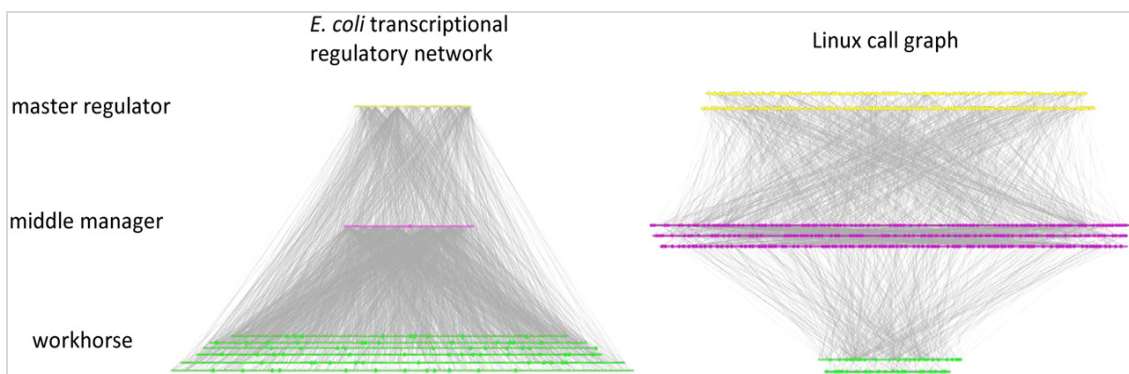 E. coli transcriptional
regulatory network
Linux call graph
master regulator
middle manager
workhorse